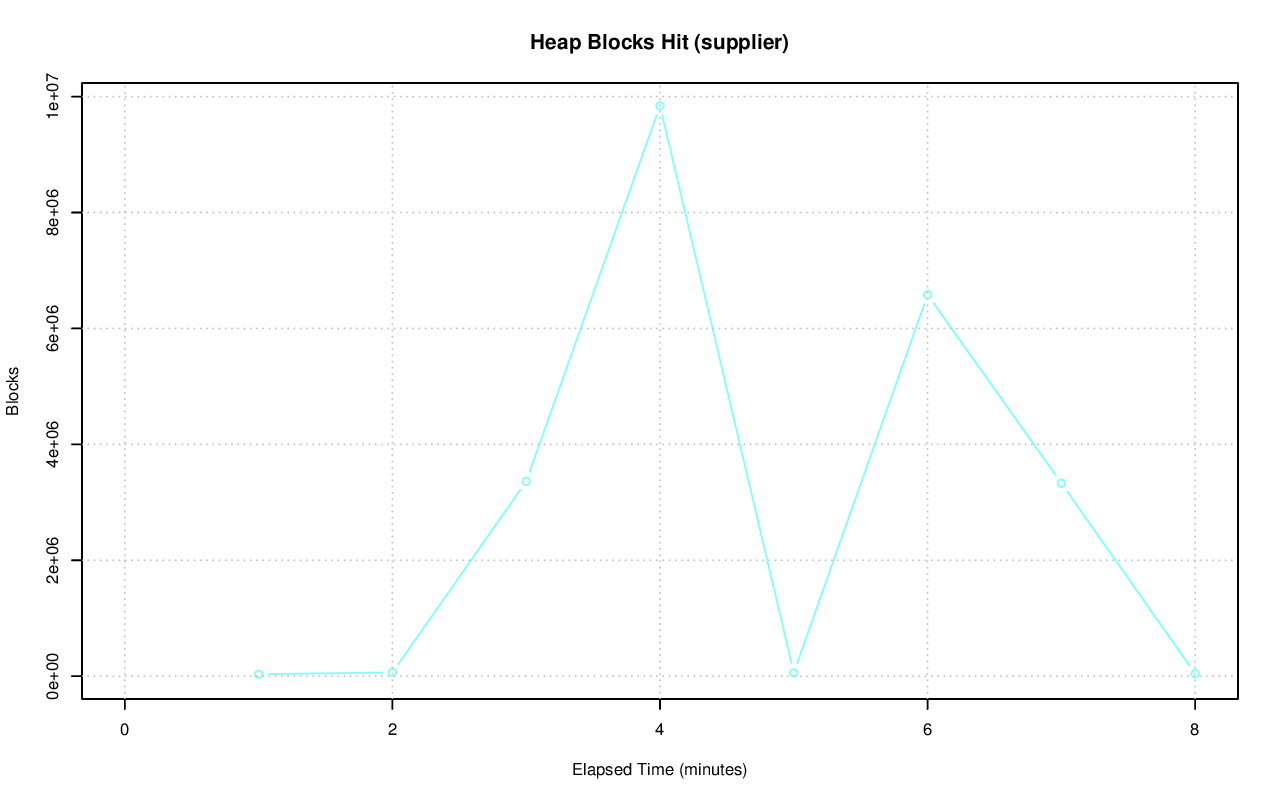 Heap Blocks Hit (supplier)
1e+07
8e+06
6e+06
4e+06
2e+06
0e+00
Blocks
0 2 4 6 8
Elapsed Time (minutes)